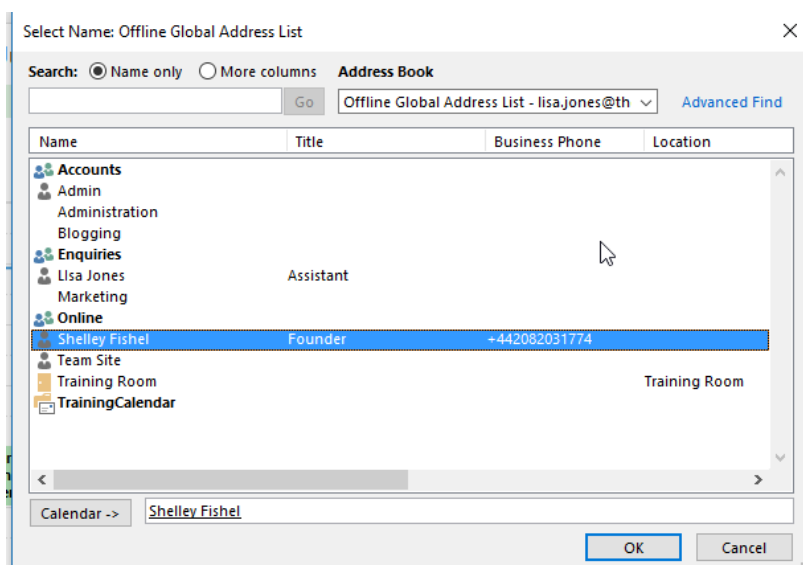 Select Name: Offline Global Address List
Search: Name only More columns Address Book
Go Offline Global Address List - lisa.jones@th Advanced Find
Name Title Business Phone Location
Accounts
Admin
Administration
Blogging
Enquiries
LIsa Jones Assistant
Marketing
Online
Shelley Fishel Founder +442082031774
Team Site
Training Room Training Room
TrainingCalendar
Calendar -> Shelley Fishel
OK Cancel